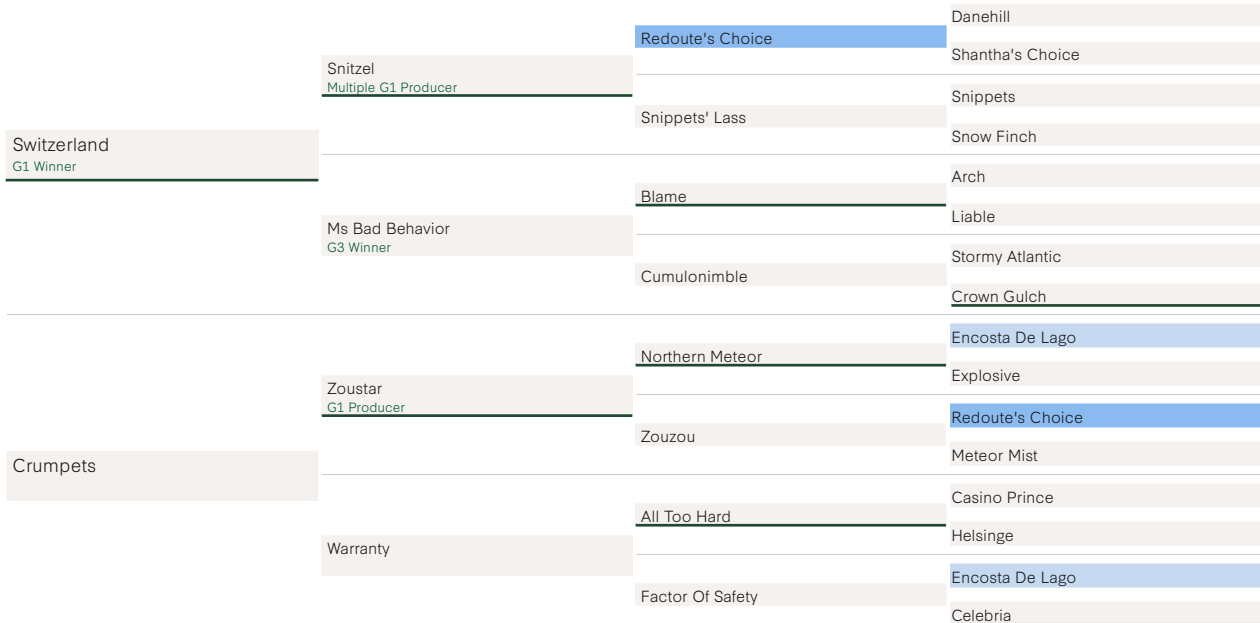 Switzerland
G1 Winner
Crumpets
Snitzel
Multiple G1 Producer
Ms Bad Behavior
G3 Winner
Zoustar
G1 Producer
Warranty
Redoute's Choice
Snippets' Lass
Blame
Cumulonimble
Northern Meteor
Zouzou
All Too Hard
Factor Of Safety
Danehill
Shantha's Choice
Snippets
Snow Finch
Arch
Liable
Stormy Atlantic
Crown Gulch
Encosta De Lago
Explosive
Redoute's Choice
Meteor Mist
Casino Prince
Helsinge
Encosta De Lago
Celebria